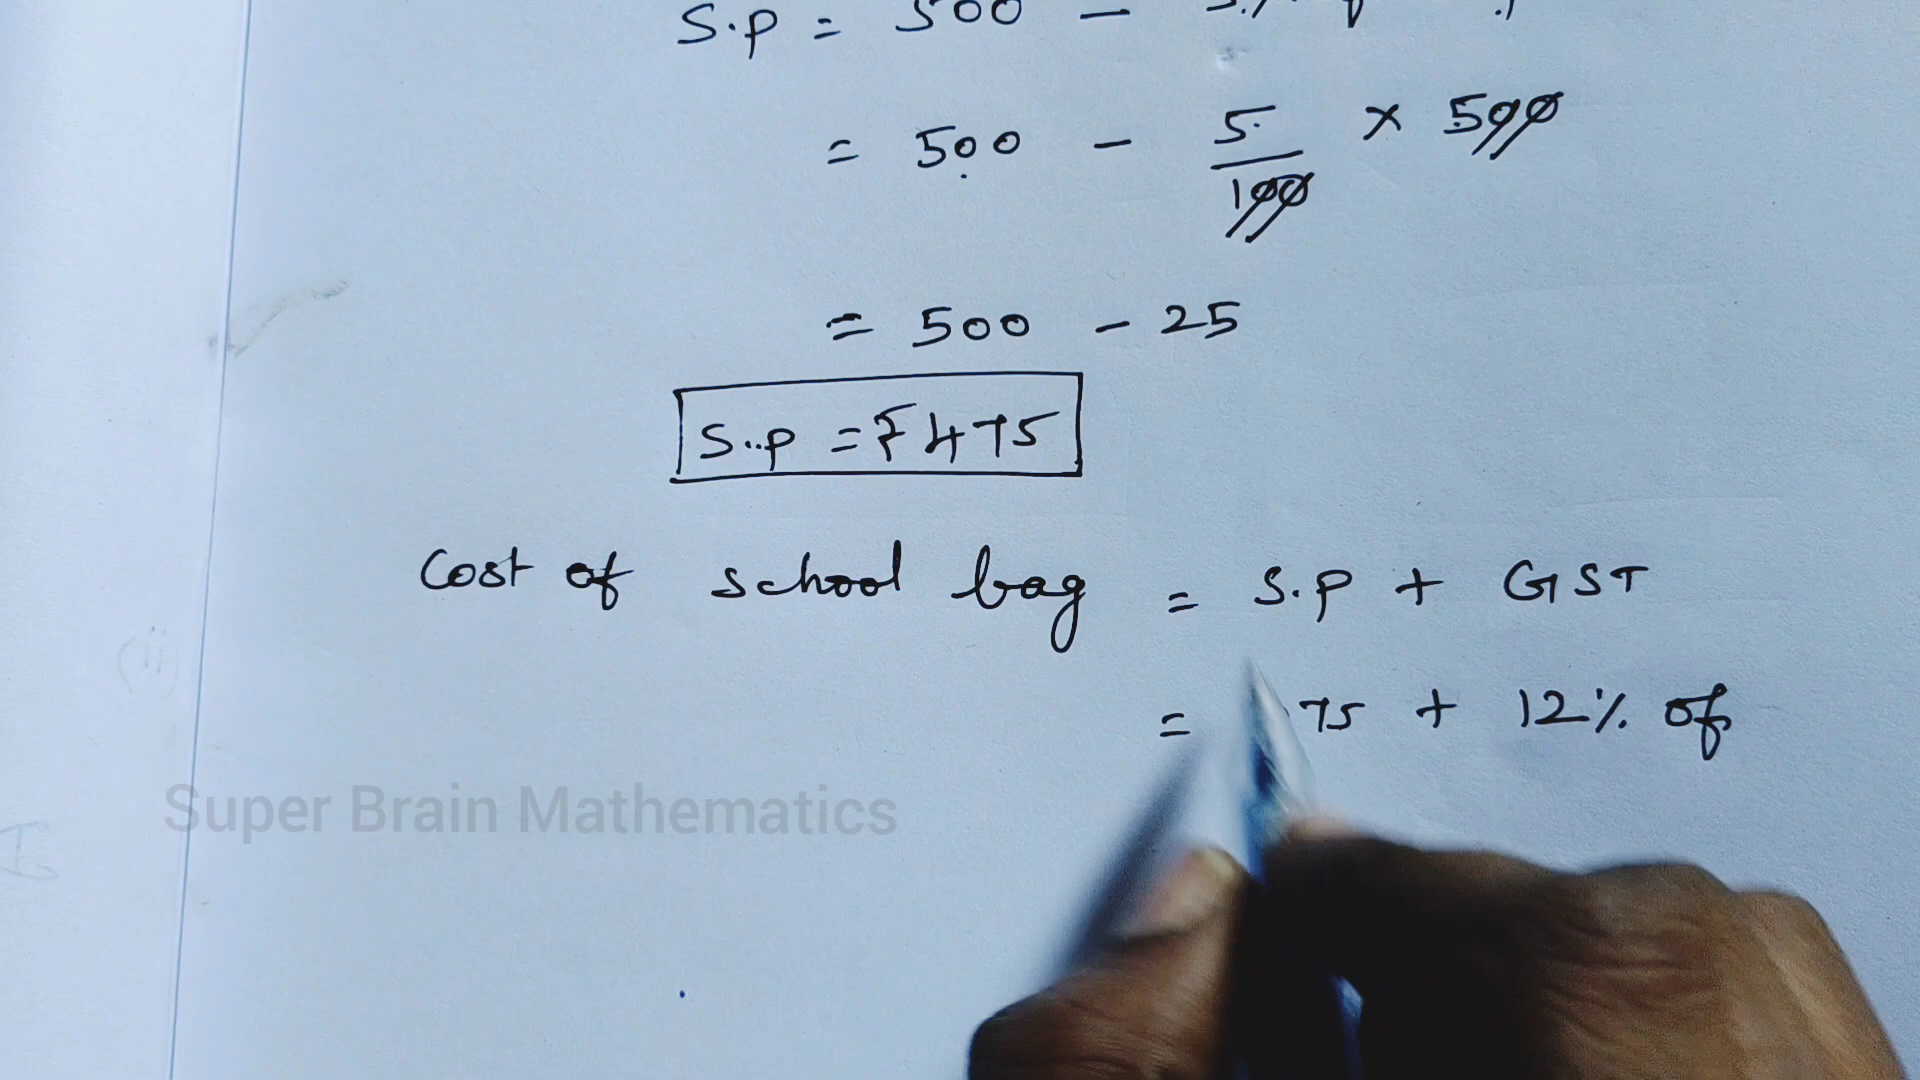 S.P = 500 -
= 500 - 5/100 × 500
= 500 - 25
S.P = ₹ 475
Cost of school bag = S.P + GST
= 75 + 12% of
Super Brain Mathematics